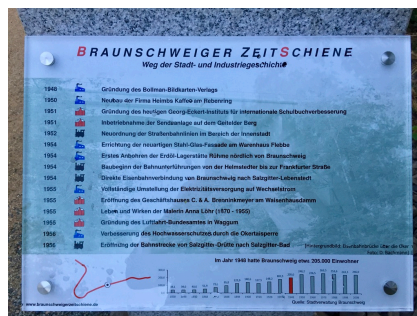 BRAUNSCHWEIGER ZEITSCHIENE
Weg der Stadt- und Industriegeschichte
1948 Gründung des Bollman-Bildkarten-Verlags
1950 Neubau der Firma Heimbs Kaffee am Rebenring
1951 Gründung des heutigen Georg-Eckert-Instituts für internationale Schulbuchverbesserung
1951 Inbetriebnahme der Sendeanlage auf dem Geitelder Berg
1952 Neuordnung der Straßenbahnlinien im Bereich der Innenstadt
1954 Errichtung der neuartigen Stahl-Glas-Fassade am Warenhaus Flebbe
1954 Erstes Anbohren der Erdöl-Lagerstätte Rühme nördlich von Braunschweig
1954 Baubeginn der Bahnunterführungen von der Helmstedter bis zur Frankfurter Straße
1954 Direkte Eisenbahnverbindung von Braunschweig nach Salzgitter-Lebenstedt
1955 Vollständige Umstellung der Elektrizitätsversorgung auf Wechselstrom
1955 Eröffnung des Geschäftshauses C. & A. Brenninkmeyer am Waisenhausdamm
1955 Leben und Wirken der Malerin Anna Löhr (1870 - 1955)
1955 Gründung des Luftfahrt-Bundesamtes in Waggum
1956 Verbesserung des Hochwasserschutzes durch die Okertalsperre
1956 Eröffnung der Bahnstrecke von Salzgitter-Drütte nach Salzgitter-Bad
Im Jahr 1948 hatte Braunschweig etwa 206.000 Einwohner
www.braunschweigerzeitschiene.de
Quelle: Stadtverwaltung Braunschweig